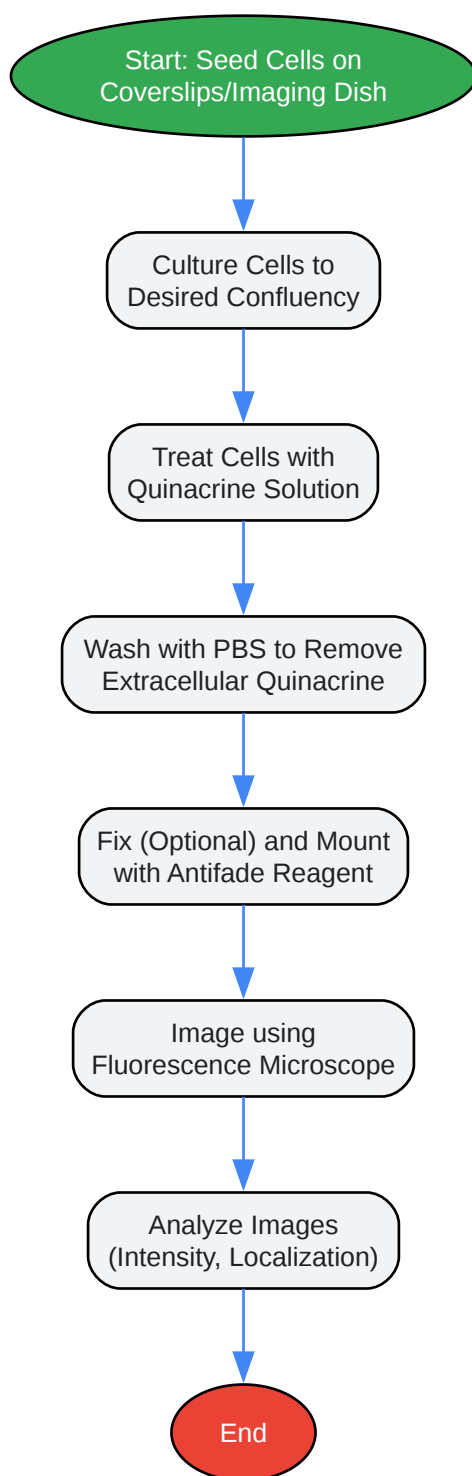 Start: Seed Cells on
Coverslips/Imaging Dish
Culture Cells to
Desired Confluency
Treat Cells with
Quinacrine Solution
Wash with PBS to Remove
Extracellular Quinacrine
Fix (Optional) and Mount
with Antifade Reagent
Image using
Fluorescence Microscope
Analyze Images
(Intensity, Localization)
End